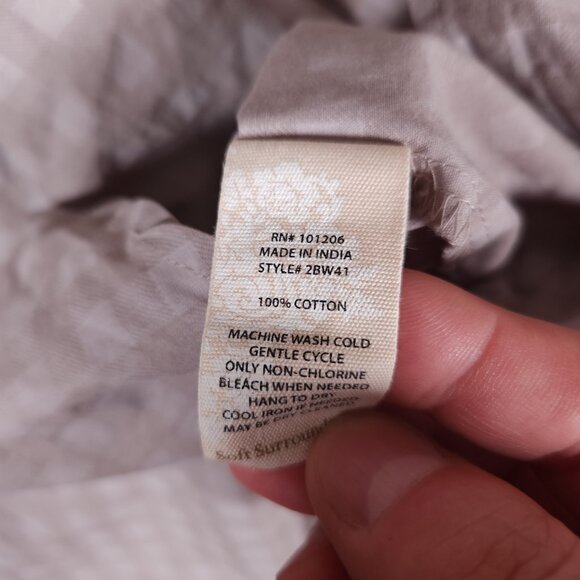 RN# 101206
MADE IN INDIA
STYLE# 2BW41
100% COTTON
MACHINE WASH COLD
GENTLE CYCLE
ONLY NON-CHLORINE
BLEACH WHEN NEEDED
HANG TO DRY
COOL IRON IF NEEDED
MAY BE DRY CLEANED
Soft Surround